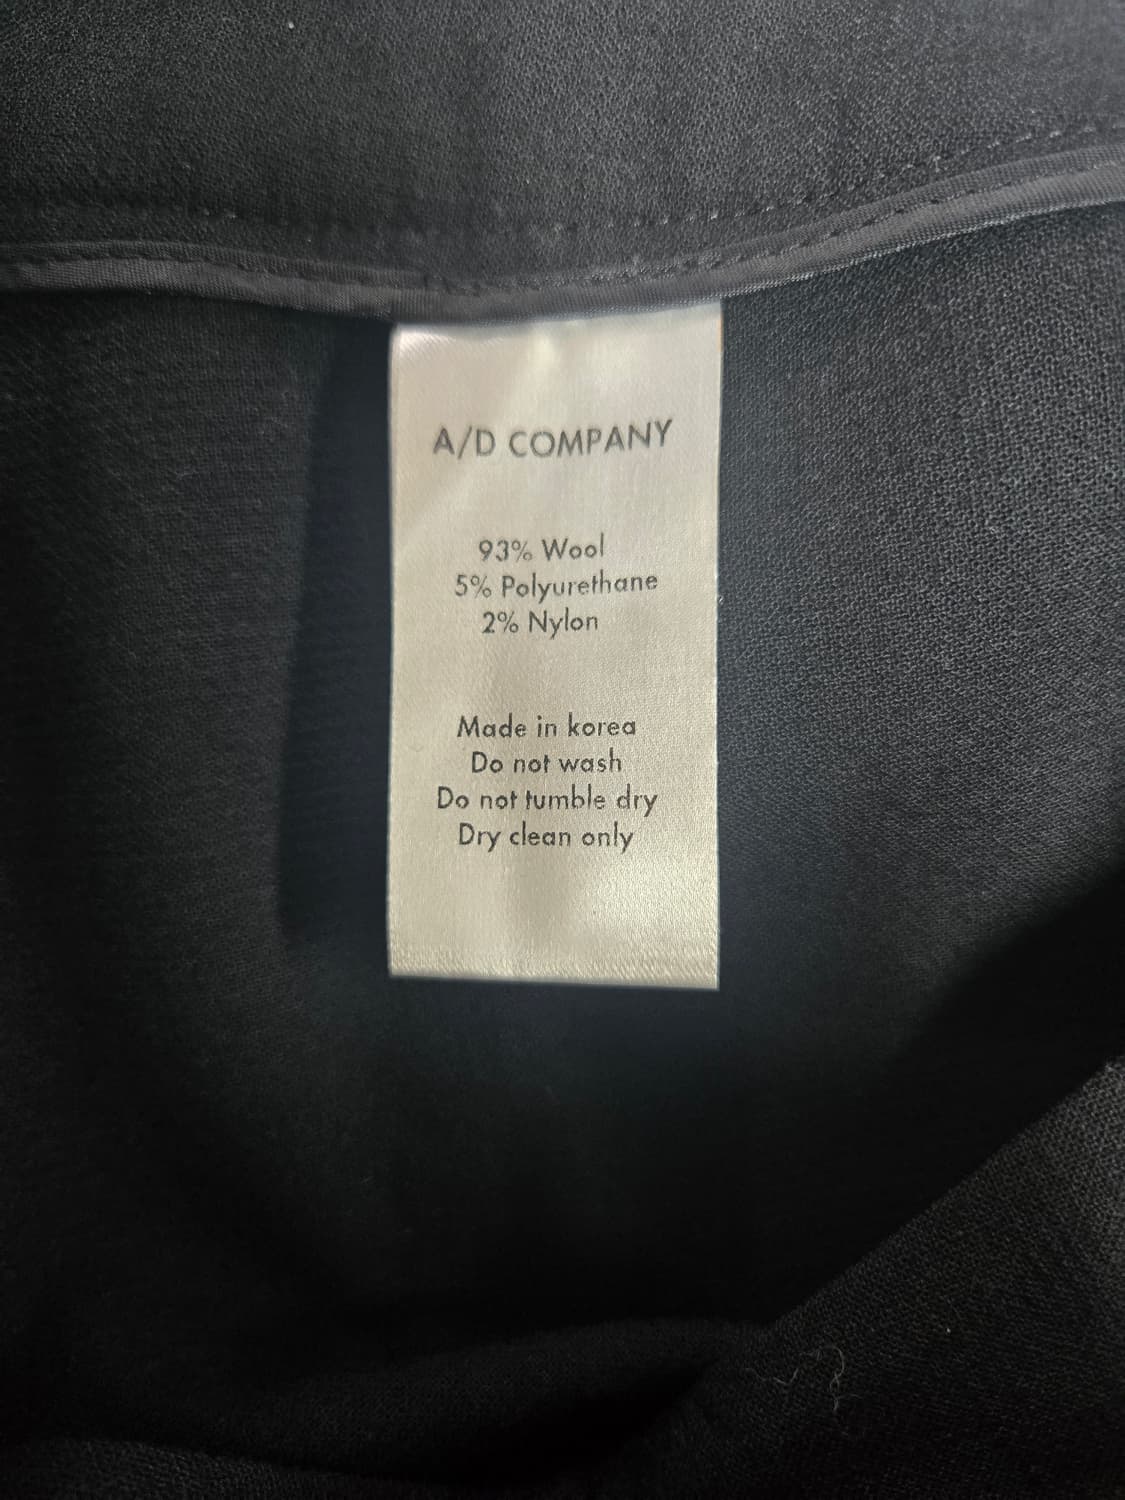 A/D COMPANY
93% Wool
5% Polyurethane
2% Nylon
Made in korea
Do not wash
Do not tumble dry
Dry clean only